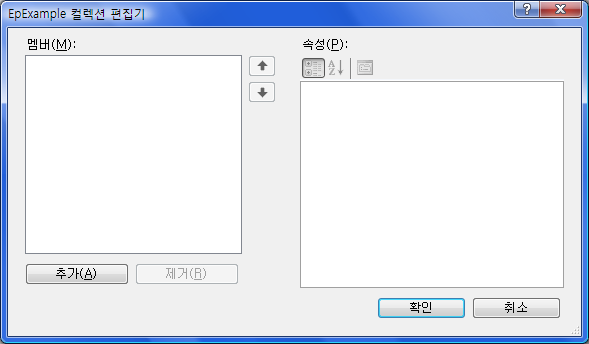 EpExample 컬렉션 편집기
멤버(M):
속성(P):
추가(A)
제거(R)
확인
취소